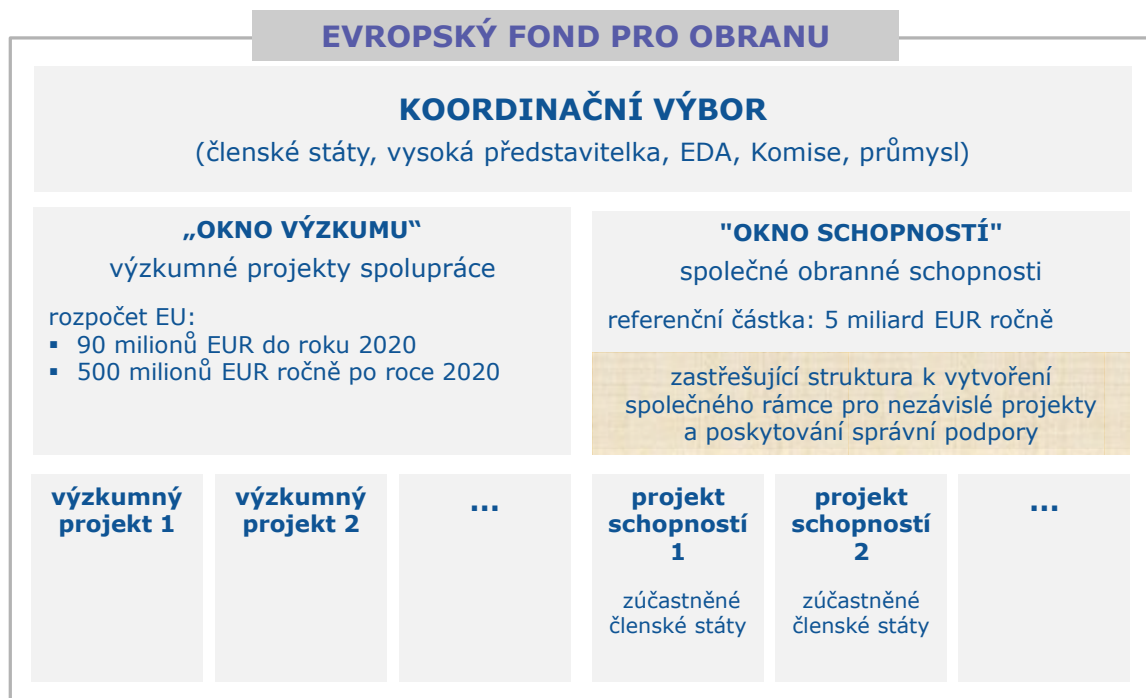 EVROPSKÝ FOND PRO OBRANU
KOORDINAČNÍ VÝBOR
(členské státy, vysoká představitelka, EDA, Komise, průmysl)
„OKNO VÝZKUMU“
výzkumné projekty spolupráce
rozpočet EU:
▪ 90 milionů EUR do roku 2020
▪ 500 milionů EUR ročně po roce 2020
"OKNO SCHOPNOSTÍ"
společné obranné schopnosti
referenční částka: 5 miliard EUR ročně
zastřešující struktura k vytvoření
společného rámce pro nezávislé projekty
a poskytování správní podpory
výzkumný
projekt 1
výzkumný
projekt 2
...
projekt
schopností
1
zúčastněné
členské státy
projekt
schopností
2
zúčastněné
členské státy
...